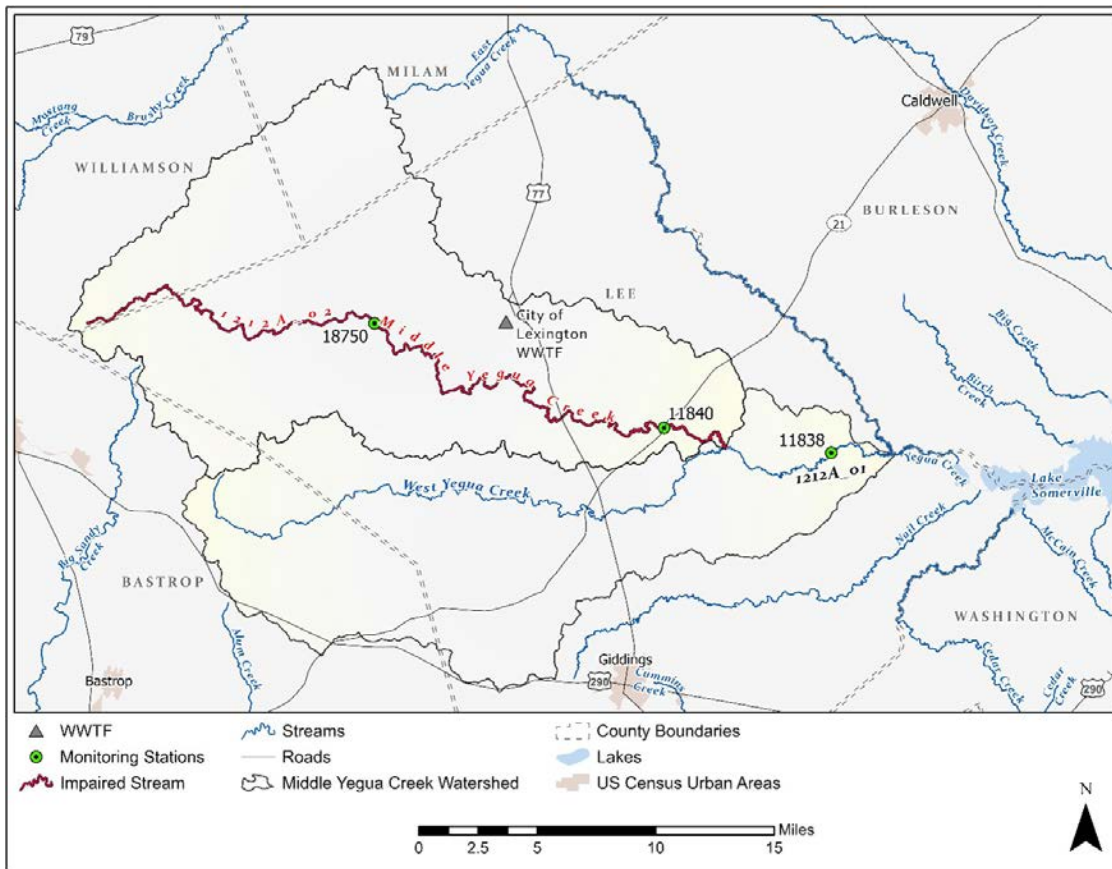 79
MILAM
East
Yegua Creek
Mustang
Creek
Brushy Creek
Caldwell
Davidson Creek
WILLIAMSON
77
BURLESON
21
LEE
1212A_02
Middle
Yegua
Creek
18750
City of
Lexington
WWTF
Big Creek
Birch
Creek
11840
11838
1212A_01
Yegua Creek
Lake
Somerville
West Yegua Creek
Nail Creek
McCain Creek
Big Sandy
Creek
BASTROP
WASHINGTON
Alum Creek
Bastrop
Giddings
290
Cummins
Creek
Cedar
Creek
Cedar
Creek
290
WWTF
Streams
County Boundaries
Monitoring Stations
Roads
Lakes
Impaired Stream
Middle Yegua Creek Watershed
US Census Urban Areas
N
Miles
0 2.5 5 10 15